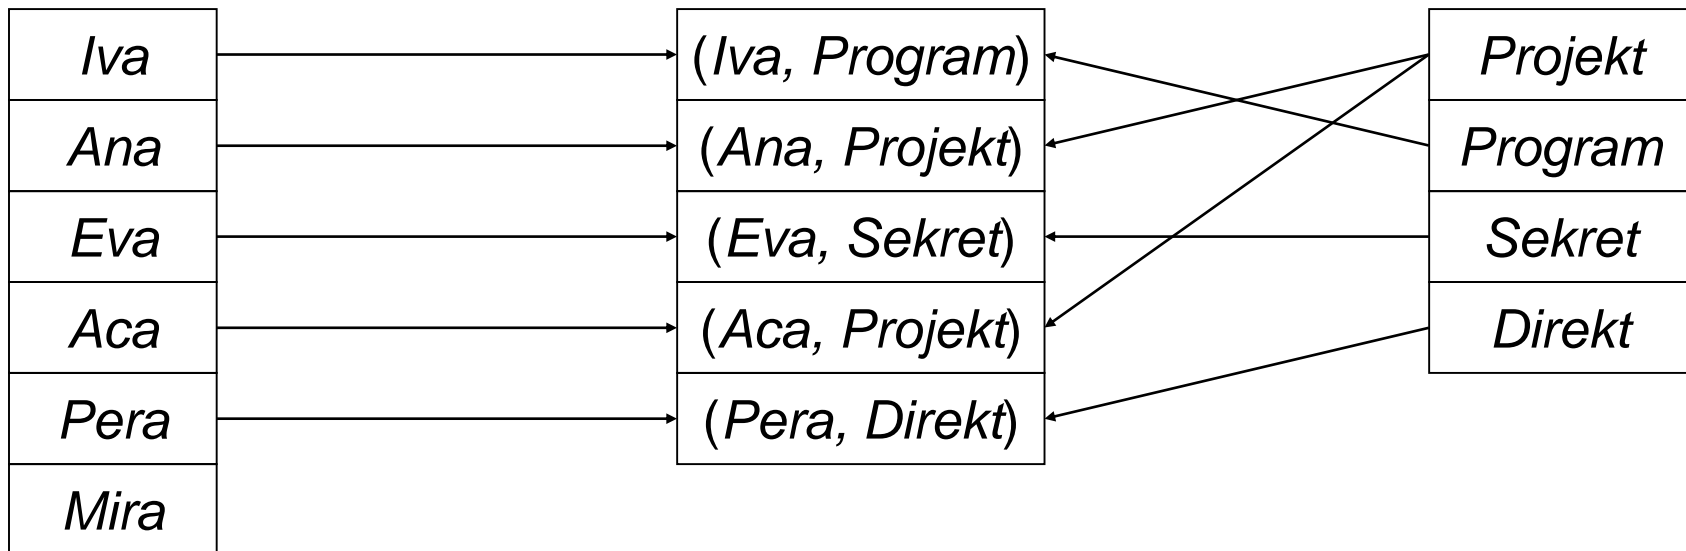 Iva
Ana
Eva
Aca
Pera
Mira
(Iva, Program)
(Ana, Projekt)
(Eva, Sekret)
(Aca, Projekt)
(Pera, Direkt)
Projekt
Program
Sekret
Direkt